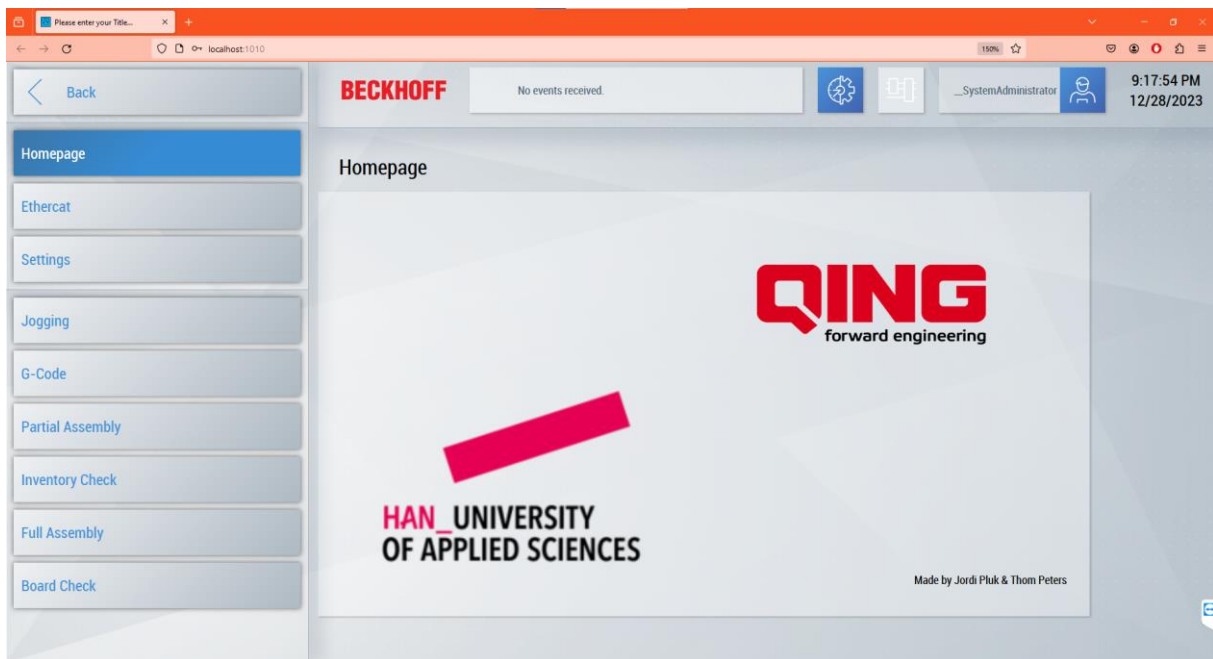 Please enter your Title...
localhost:1010
150%
Back
BECKHOFF
No events received.
__SystemAdministrator
9:17:54 PM
12/28/2023
Homepage
Ethercat
Settings
Jogging
G-Code
Partial Assembly
Inventory Check
Full Assembly
Board Check
Homepage
QING
forward engineering
HAN_UNIVERSITY
OF APPLIED SCIENCES
Made by Jordi Pluk & Thom Peters